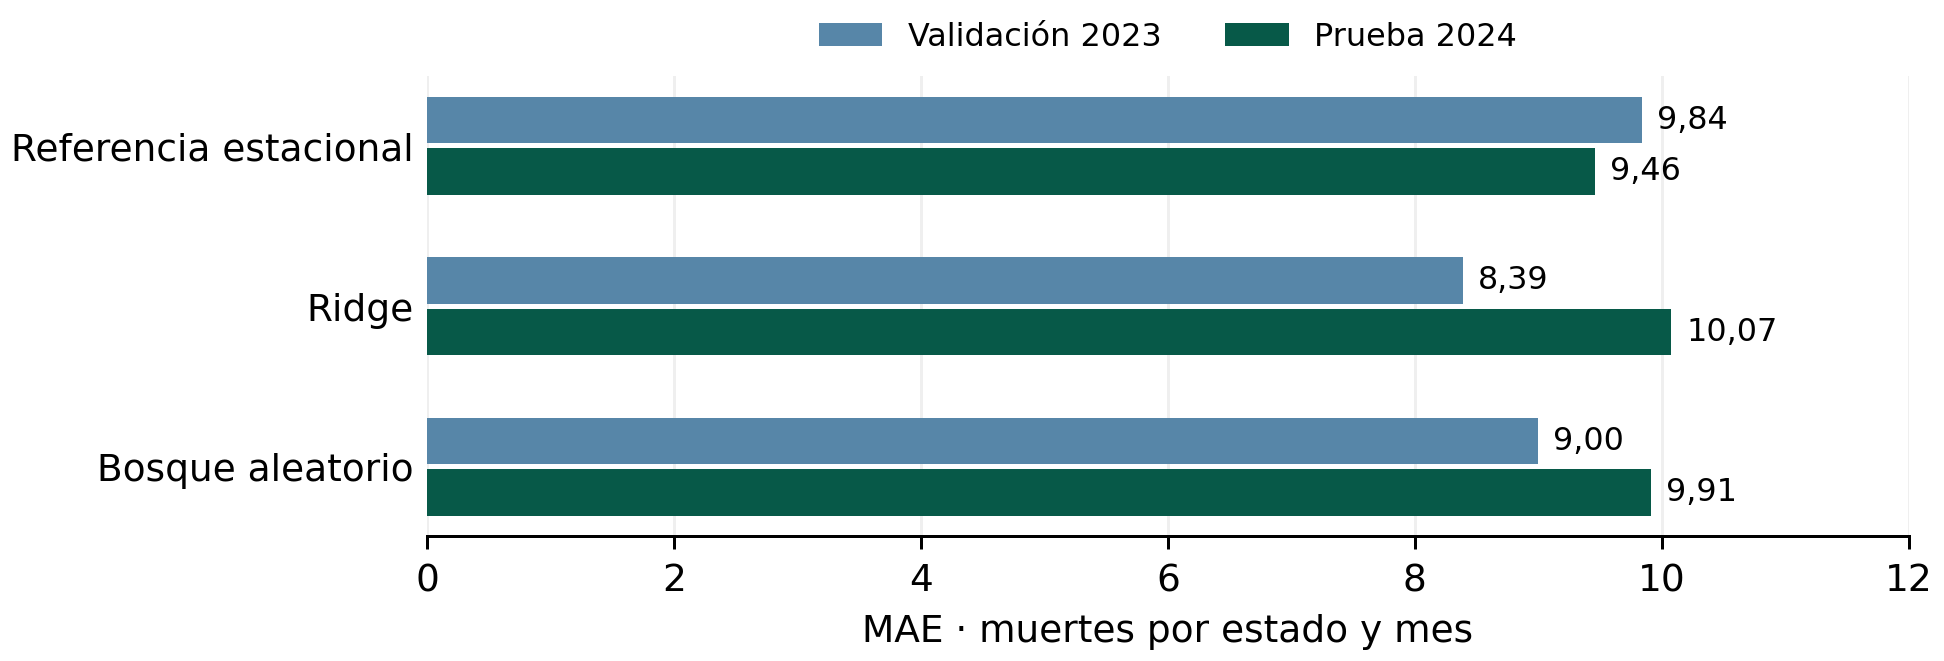 Validación 2023 Prueba 2024
Referencia estacional
9,84
9,46
Ridge
8,39
10,07
Bosque aleatorio
9,00
9,91
0 2 4 6 8 10 12
MAE · muertes por estado y mes